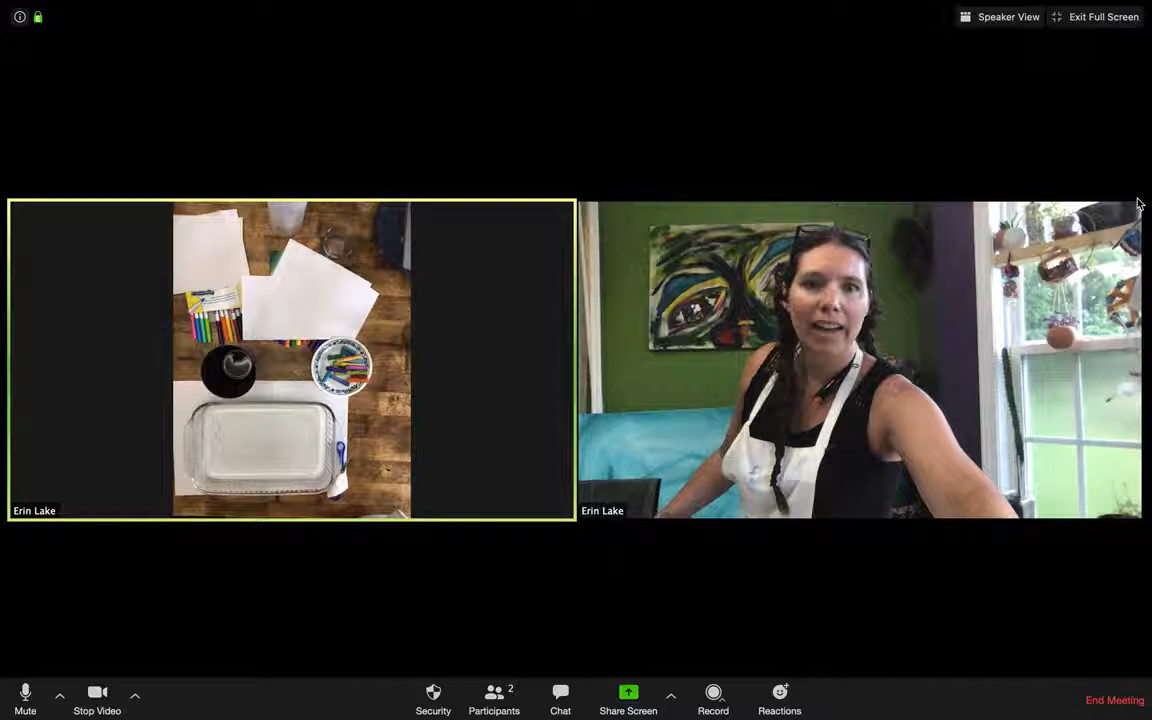 Speaker View
Exit Full Screen
Erin Lake
Erin Lake
Mute
Stop Video
Security
Participants
2
Chat
Share Screen
Record
Reactions
End Meeting